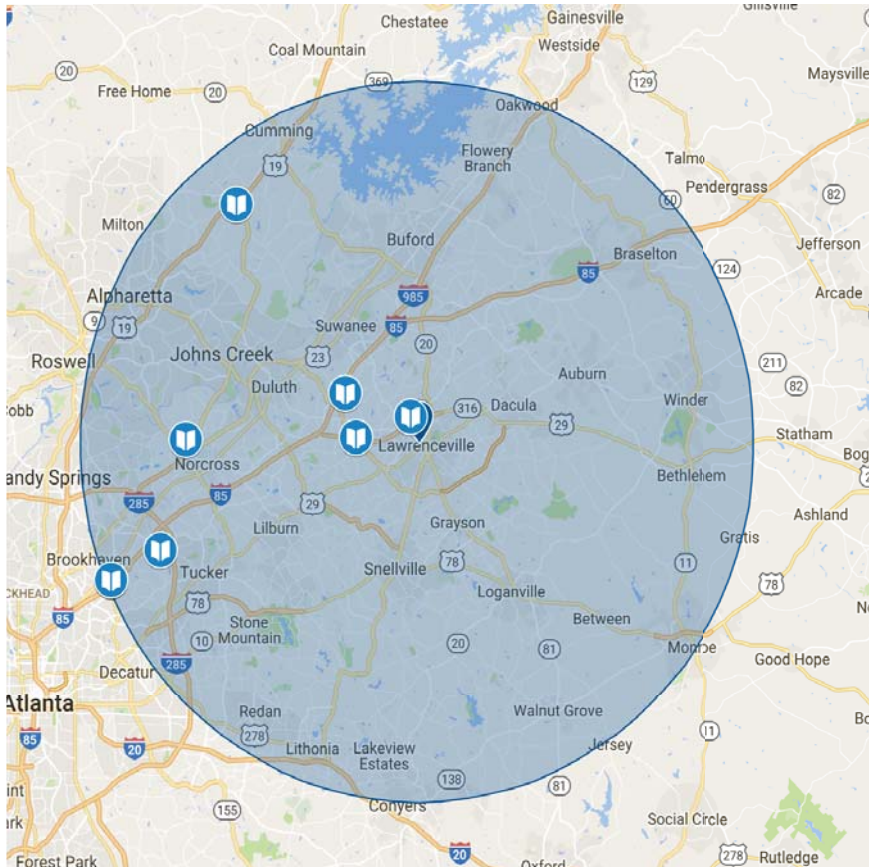 Chestatee
Gainesville
Gillsville
Coal Mountain
Westside
20
369
129
Maysville
Free Home
20
Oakwood
Cumming
Flowery
Branch
Talmo
19
Pendergrass
60
82
Milton
Buford
Jefferson
Braselton
85
124
Alpharetta
985
Arcade
9
19
Suwanee
85
20
Roswell
Johns Creek
23
211
Duluth
Auburn
82
Cobb
316
Dacula
Winder
29
Statham
Lawrenceville
Norcross
andy Springs
Bethlehem
85
285
29
Ashland
Lilburn
Grayson
Gratis
Brookhaven
Tucker
Snellville
78
11
78
CKHEAD
78
Loganville
85
Stone
Mountain
Between
10
20
81
Monroe
285
Good Hope
Decatur
Atlanta
Redan
Walnut Grove
278
11
85
20
Lithonia
Lakeview
Estates
Jersey
138
81
Conyers
155
Social Circle
20
278
Rutledge
Forest Park
Oxford